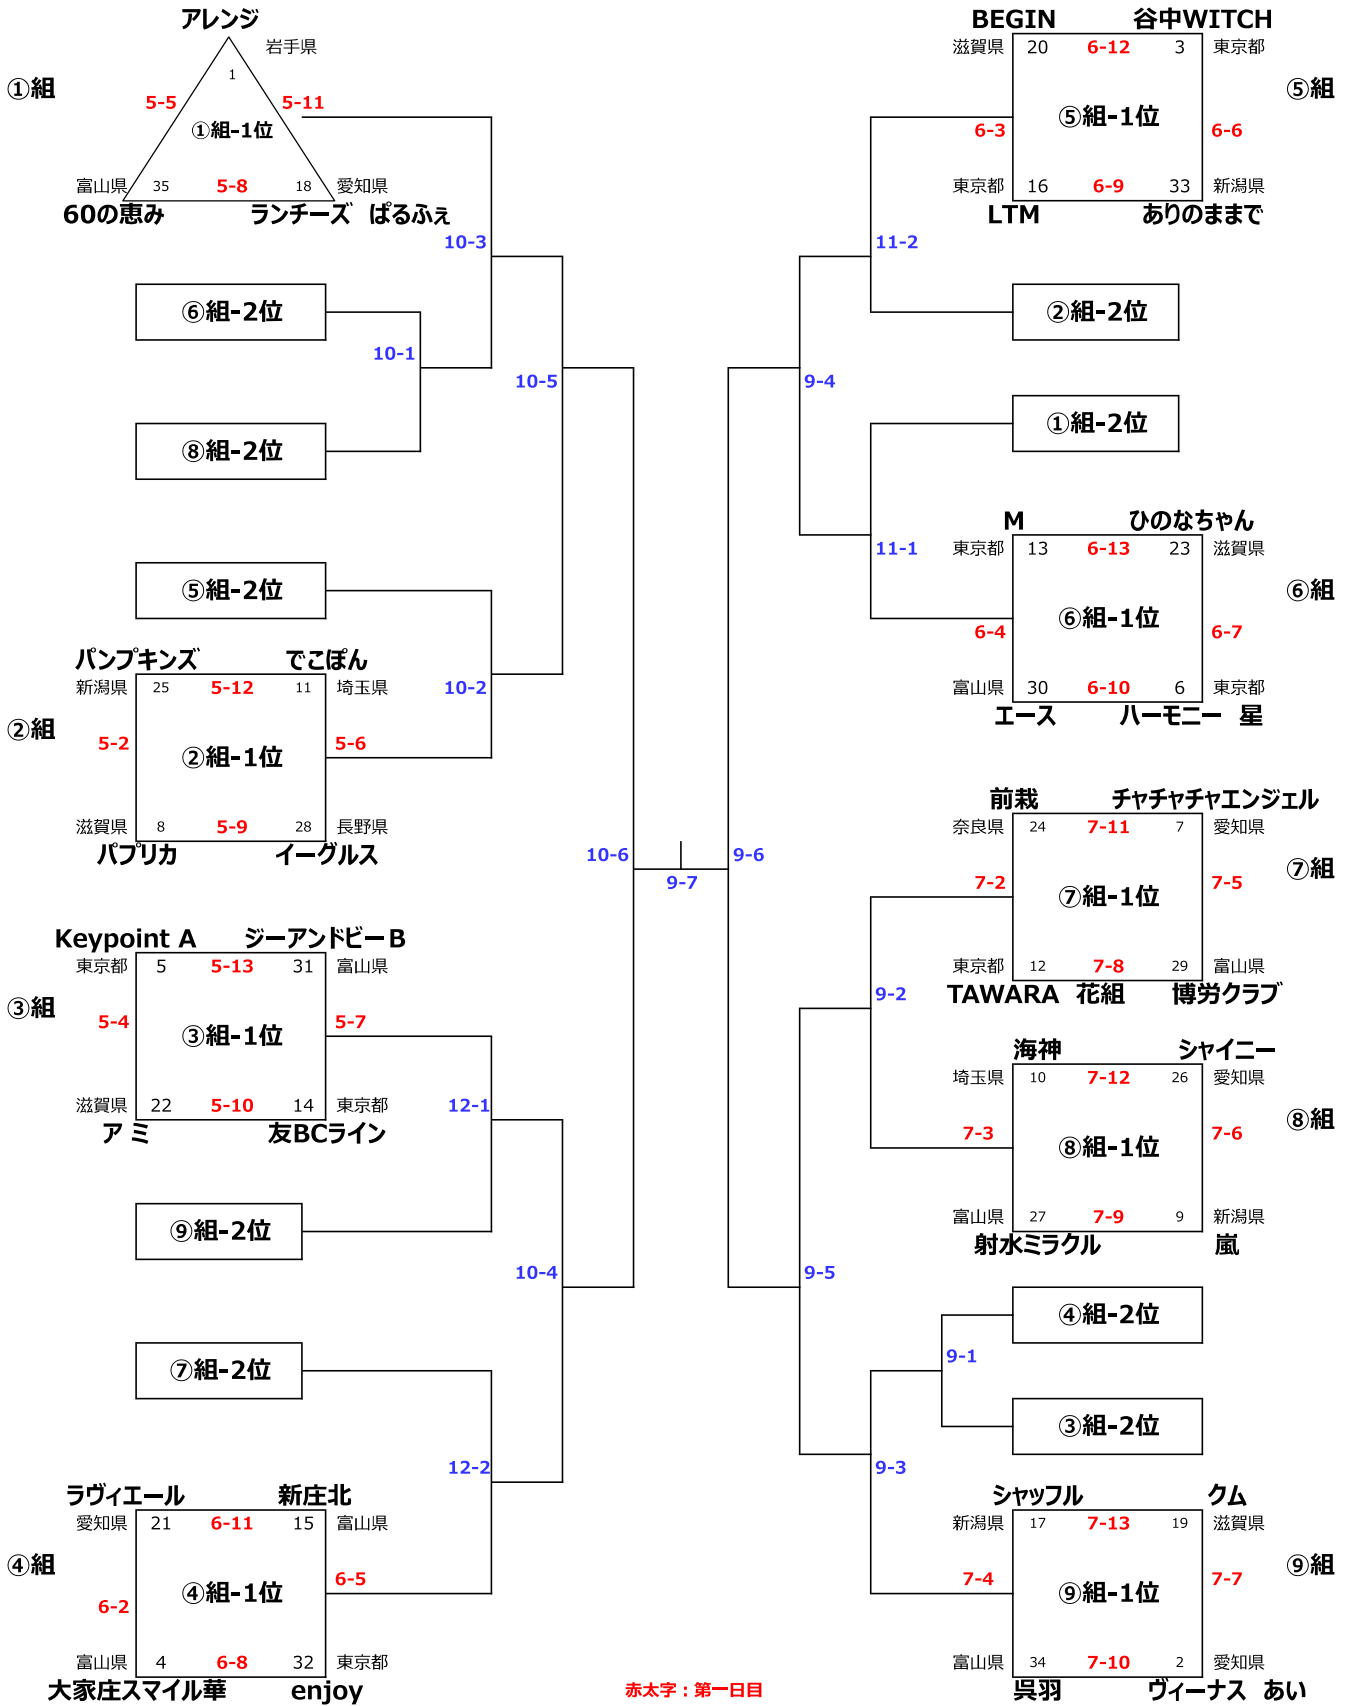 アレンジ
岩手県
①組
1
5-5
5-11
①組-1位
富山県 35 5-8 18 愛知県
60の恵み ランチーズ ぱるふぇ
10-3
⑥組-2位
10-1
10-5
⑧組-2位
⑤組-2位
パンプキンズ でこぽん
新潟県 25 5-12 11 埼玉県
10-2
②組
5-2
②組-1位
5-6
滋賀県 8 5-9 28 長野県
パプリカ イーグルス
10-6
9-7
Keypoint A ジーアンドビーB
東京都 5 5-13 31 富山県
③組
5-4
③組-1位
5-7
滋賀県 22 5-10 14 東京都
ア ミ 友BCライン
12-1
⑨組-2位
10-4
⑦組-2位
12-2
ラヴィエール 新庄北
愛知県 21 6-11 15 富山県
④組
6-2
④組-1位
6-5
富山県 4 6-8 32 東京都
大家庄スマイル華 enjoy
BEGIN 谷中WITCH
滋賀県 20 6-12 3 東京都
⑤組
6-3
⑤組-1位
6-6
東京都 16 6-9 33 新潟県
LTM ありのままで
11-2
②組-2位
9-4
①組-2位
11-1
M ひのなちゃん
東京都 13 6-13 23 滋賀県
⑥組
6-4
⑥組-1位
6-7
富山県 30 6-10 6 東京都
エース ハーモニー 星
9-6
前栽 チャチャチャエンジェル
奈良県 24 7-11 7 愛知県
⑦組
7-2
⑦組-1位
7-5
東京都 12 7-8 29 富山県
TAWARA 花組 博労クラブ
9-2
海神 シャイニー
埼玉県 10 7-12 26 愛知県
⑧組
7-3
⑧組-1位
7-6
富山県 27 7-9 9 新潟県
射水ミラクル 嵐
9-5
④組-2位
9-1
③組-2位
9-3
シャッフル クム
新潟県 17 7-13 19 滋賀県
⑨組
7-4
⑨組-1位
7-7
富山県 34 7-10 2 愛知県
呉羽 ヴィーナス あい
赤太字：第一日目